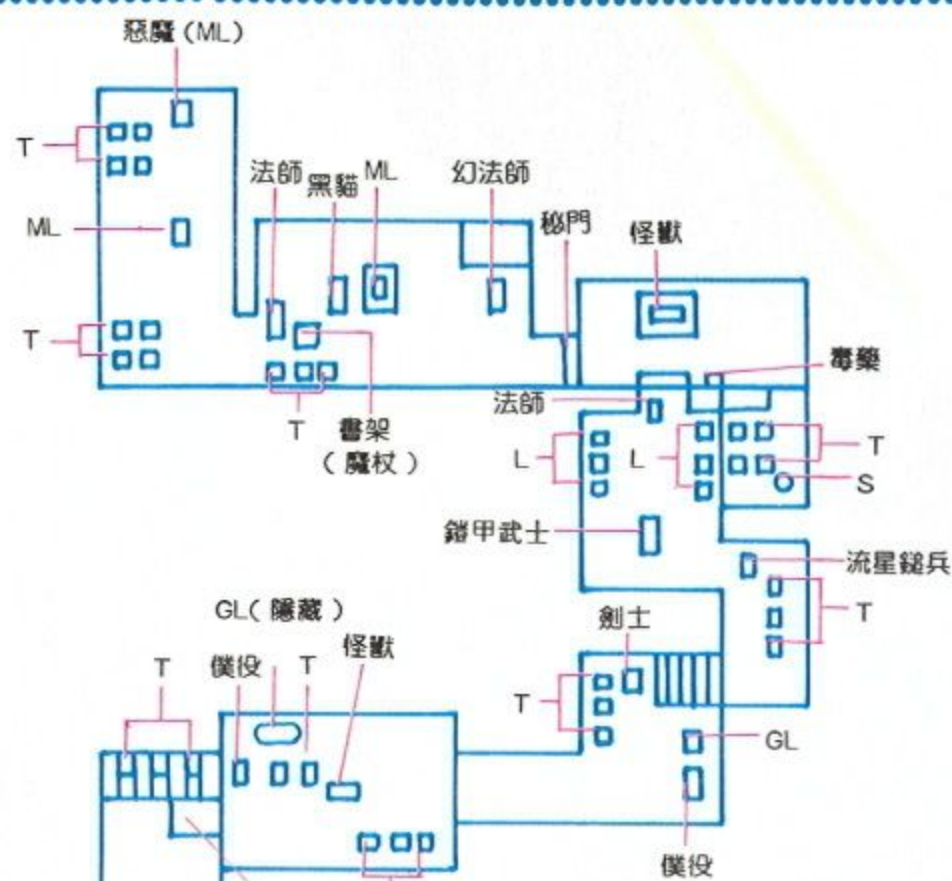 惡魔(ML)
T
法師
黑貓
ML
幻法師
秘門
怪獸
ML
T
毒藥
法師
T
書架
(魔杖)
L
L
T
S
鎧甲武士
流星鎚兵
GL(隱藏)
劍士
T
T
僕役
T
怪獸
T
GL
僕役